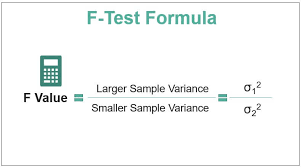 F-Test Formula
F Value = Larger Sample Variance = σ₁²
Smaller Sample Variance σ₂²